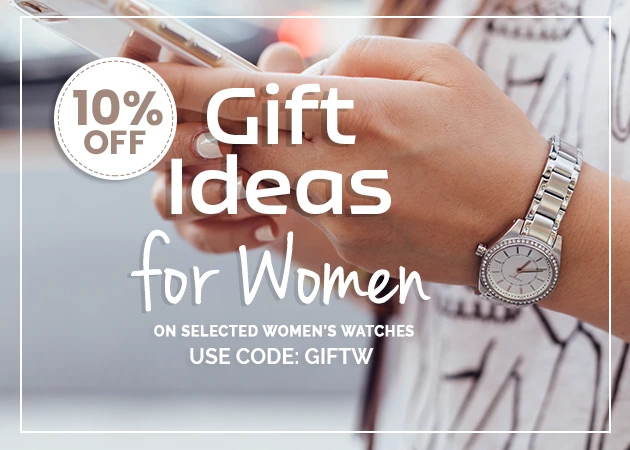 10%
OFF
Gift
Ideas
for Women
ON SELECTED WOMEN'S WATCHES
USE CODE: GIFTW